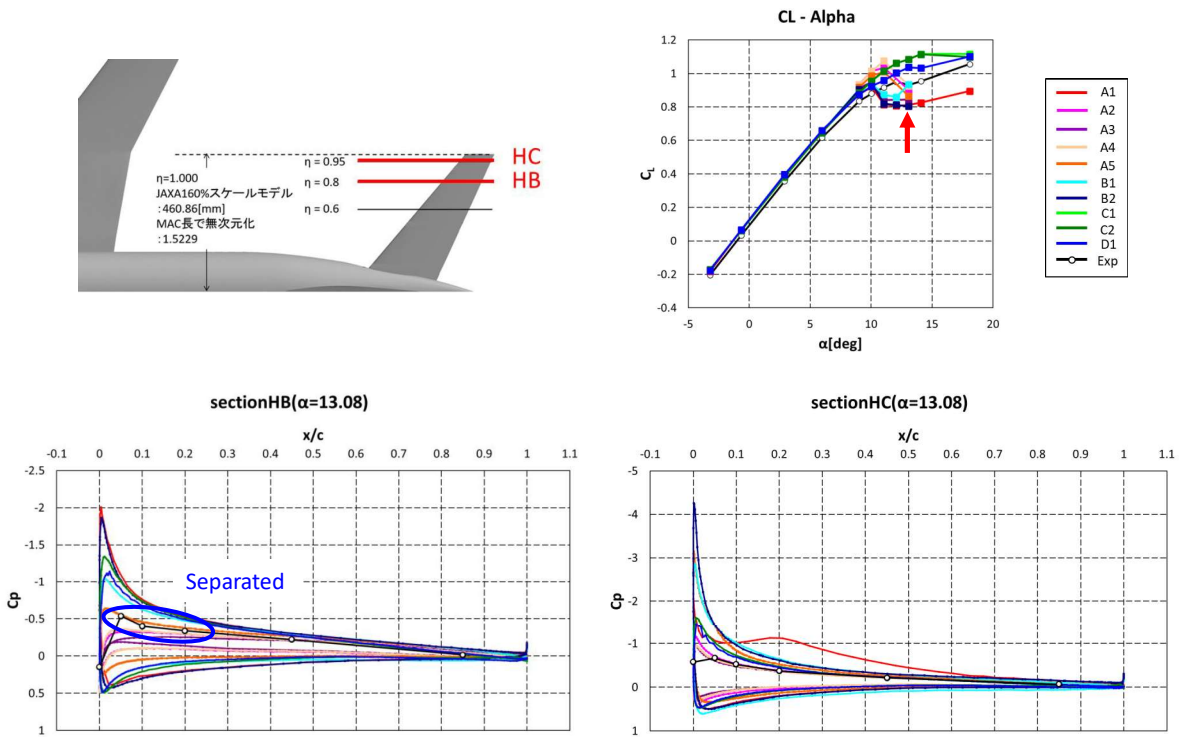 CL - Alpha
η = 0.95
HC
η = 0.8
HB
η = 0.6
η=1.000
JAXA160%スケールモデル
:460.86[mm]
MAC長で無次元化
:1.5229
1.2
1
0.8
0.6
0.4
0.2
0
-0.2
-0.4
CL
-5
0
5
10
15
20
α[deg]
A1
A2
A3
A4
A5
B1
B2
C1
C2
D1
Exp
sectionHB(α=13.08)
x/c
-0.1 0 0.1 0.2 0.3 0.4 0.5 0.6 0.7 0.8 0.9 1 1.1
-2.5
-2
-1.5
-1
-0.5
0
0.5
1
Cp
Separated
sectionHC(α=13.08)
x/c
-0.1 0 0.1 0.2 0.3 0.4 0.5 0.6 0.7 0.8 0.9 1 1.1
-5
-4
-3
-2
-1
0
1
Cp